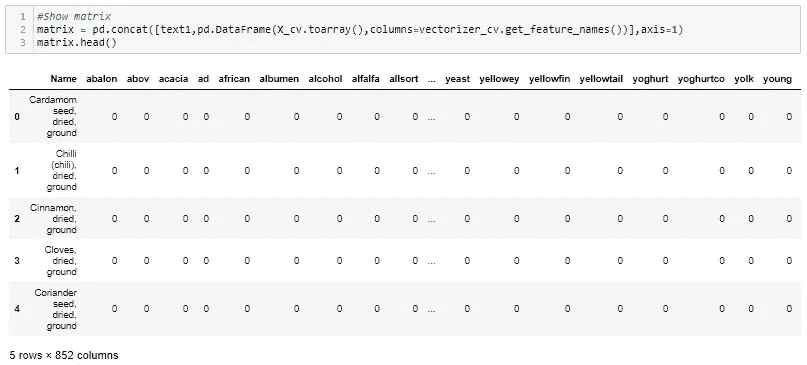 1 #Show matrix
2 matrix = pd.concat([text1,pd.DataFrame(X_cv.toarray(),columns=vectorizer_cv.get_feature_names())],axis=1)
3 matrix.head()
Name abalon abov acacia ad african albumen alcohol alfalfa allsort ... yeast yellowey yellowfin yellowtail yoghurt yoghurtco yolk young
Cardamom
seed,
0 dried, 0 0 0 0 0 0 0 0 0 ... 0 0 0 0 0 0 0 0
ground
Chilli
(chili),
1 dried, 0 0 0 0 0 0 0 0 0 ... 0 0 0 0 0 0 0 0
ground
Cinnamon,
2 dried, 0 0 0 0 0 0 0 0 0 ... 0 0 0 0 0 0 0 0
ground
Cloves,
3 dried, 0 0 0 0 0 0 0 0 0 ... 0 0 0 0 0 0 0 0
ground
Coriander
seed,
4 dried, 0 0 0 0 0 0 0 0 0 ... 0 0 0 0 0 0 0 0
ground
5 rows × 852 columns